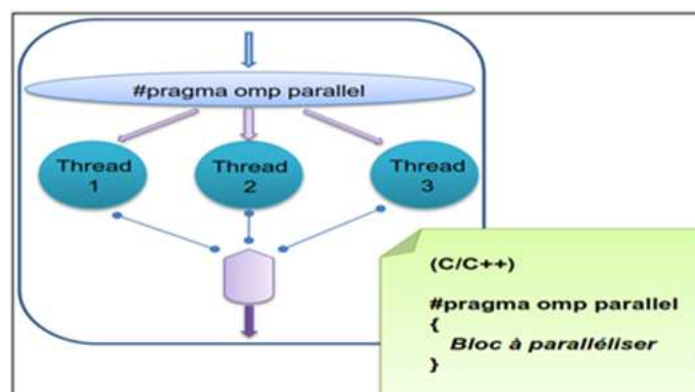 #pragma omp parallel
Thread
1
Thread
2
Thread
3
(C/C++)
#pragma omp parallel
{
Bloc à paralléliser
}